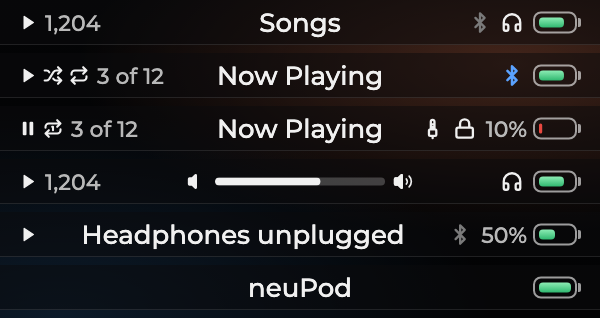 1,204 Songs
3 of 12 Now Playing
3 of 12 Now Playing 10%
1,204
Headphones unplugged 50%
neuPod